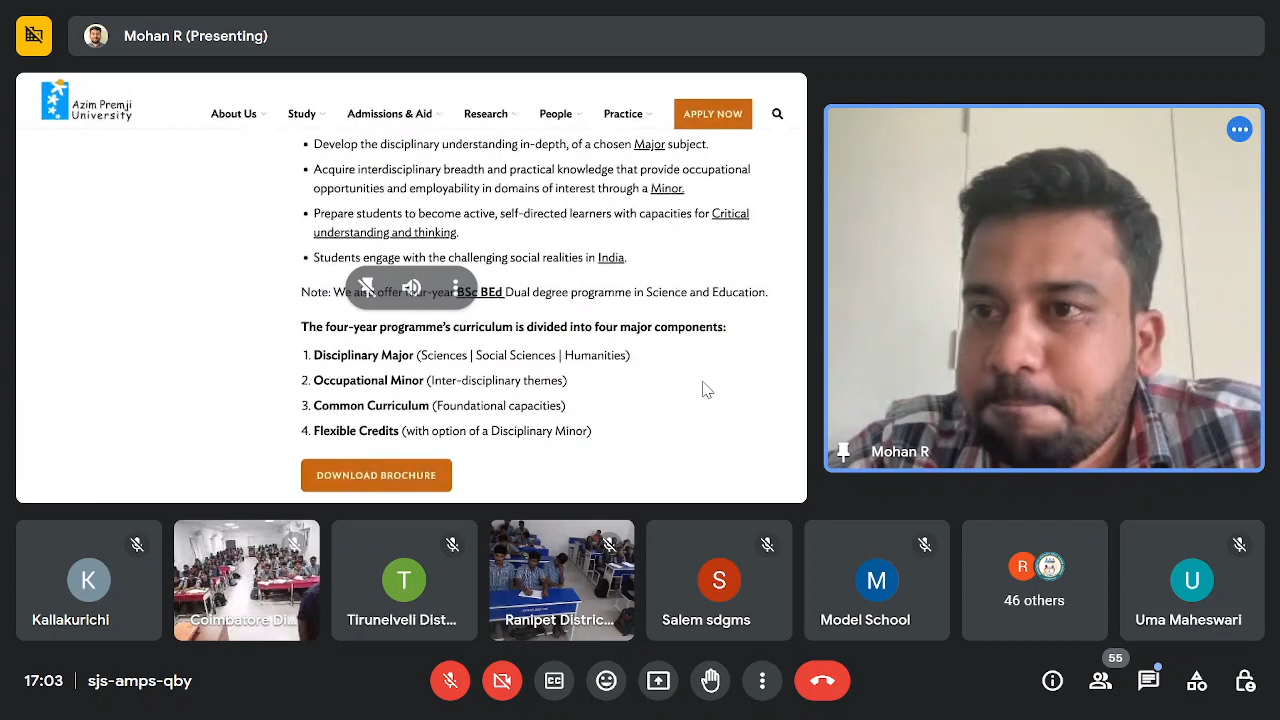 Mohan R (Presenting)
Azim Premji
University
About Us
Study
Admissions & Aid
Research
People
Practice
APPLY NOW
• Develop the disciplinary understanding in-depth, of a chosen Major subject.
• Acquire interdisciplinary breadth and practical knowledge that provide occupational
opportunities and employability in domains of interest through a Minor.
• Prepare students to become active, self-directed learners with capacities for Critical
understanding and thinking.
• Students engage with the challenging social realities in India.
Note: We also offer four-year BSc BEd Dual degree programme in Science and Education.
The four-year programme’s curriculum is divided into four major components:
1. Disciplinary Major (Sciences | Social Sciences | Humanities)
2. Occupational Minor (Inter-disciplinary themes)
3. Common Curriculum (Foundational capacities)
4. Flexible Credits (with option of a Disciplinary Minor)
DOWNLOAD BROCHURE
Mohan R
K
Kallakurichi
Coimbatore Di...
T
Tirunelveli Dist...
Ranipet Distric...
S
Salem sdgms
M
Model School
R
46 others
U
Uma Maheswari
17:03 | sjs-amps-qby
55